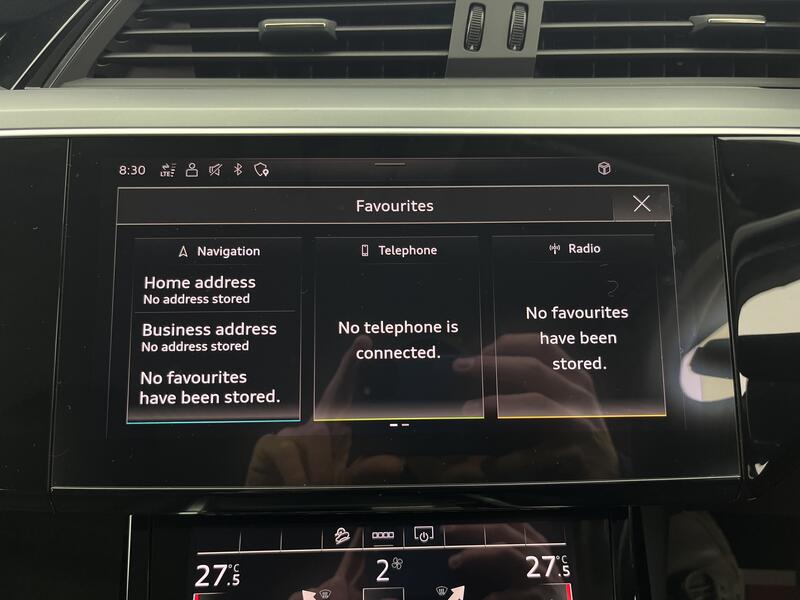 8:30 LTE
Favourites
Navigation
Home address
No address stored
Business address
No address stored
No favourites
have been stored.
Telephone
No telephone is
connected.
Radio
No favourites
have been
stored.
27.5 °C
2
27.5 °C